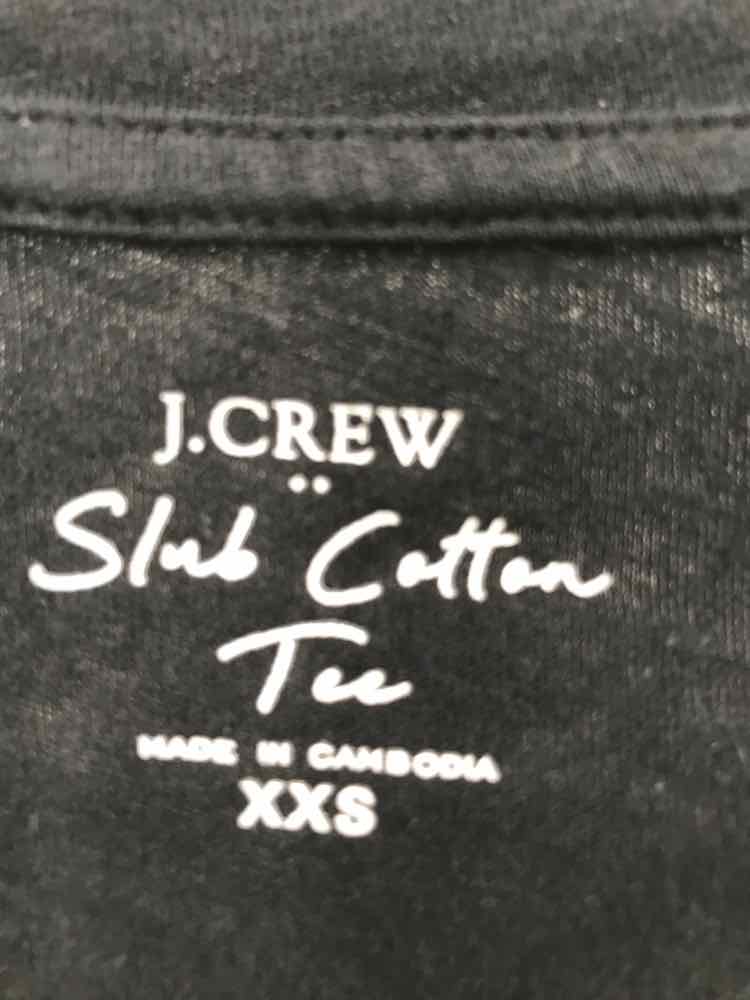 J.CREW
Slub Cotton
Tee
MADE IN CAMBODIA
XXS